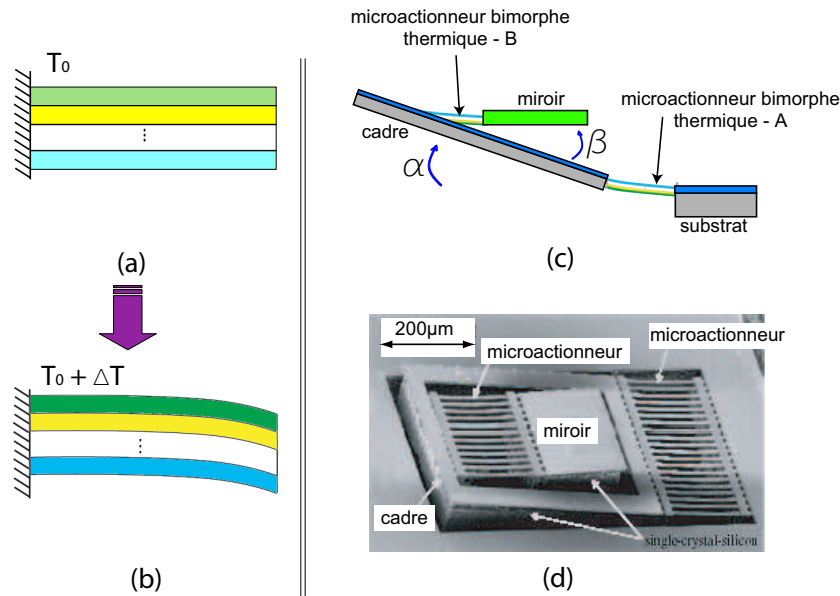 T₀
⋮
(a)
T₀ + ΔT
⋮
(b)
microactionneur bimorphe
thermique - B
miroir
microactionneur bimorphe
thermique - A
cadre
α
β
substrat
(c)
200µm
microactionneur
microactionneur
miroir
cadre
single-crystal-silicon
(d)